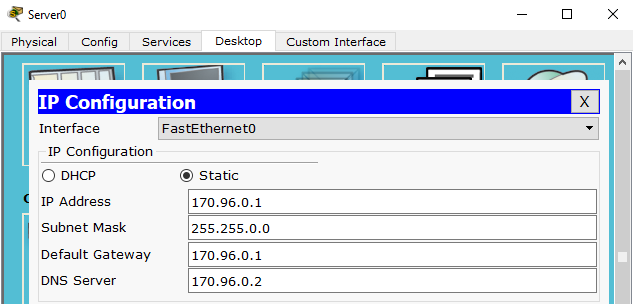 Server0
Physical Config Services Desktop Custom Interface
IP Configuration X
Interface FastEthernet0
IP Configuration
DHCP Static
IP Address 170.96.0.1
Subnet Mask 255.255.0.0
Default Gateway 170.96.0.1
DNS Server 170.96.0.2